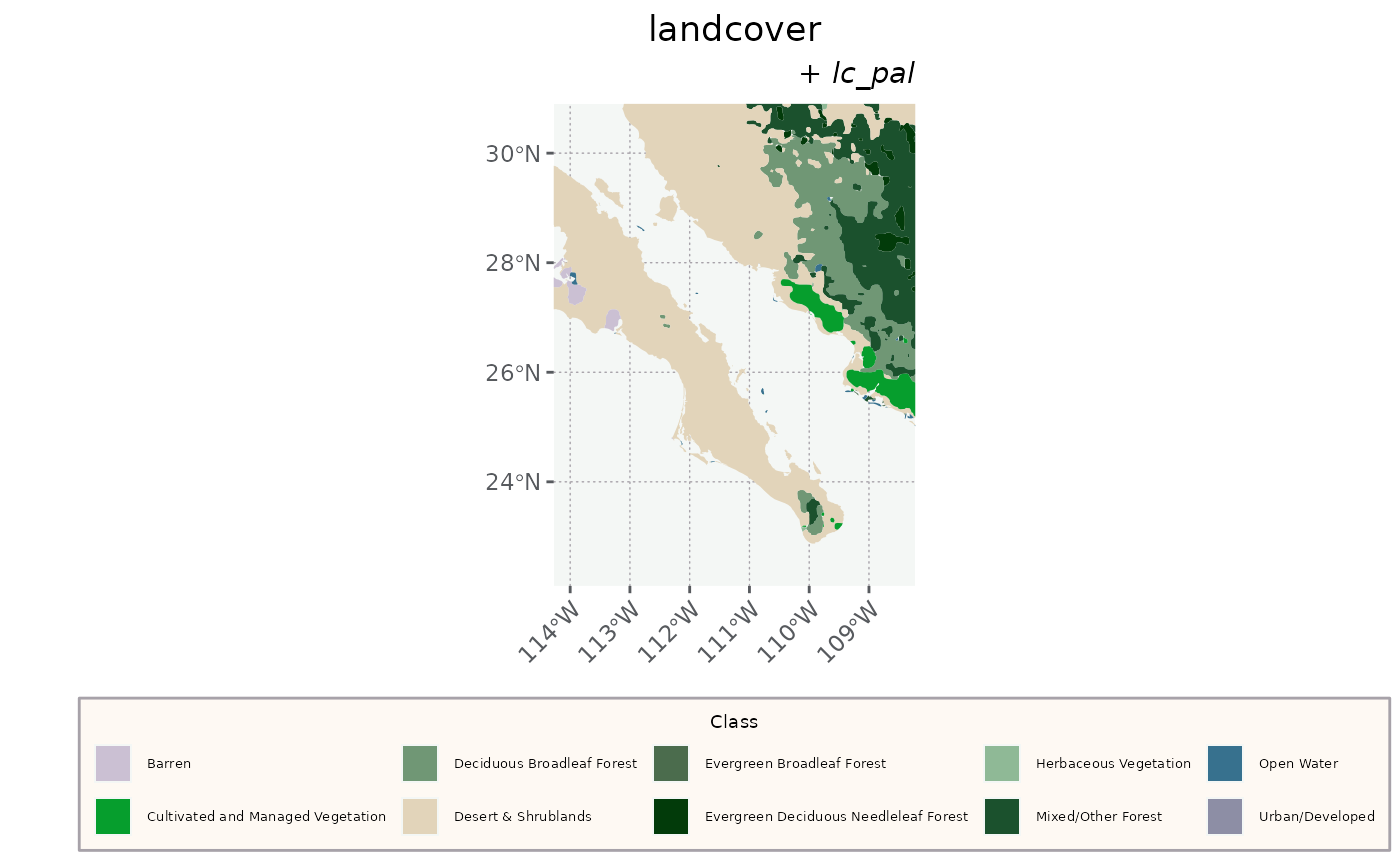 landcover
+ lc_pal
30°N
28°N
26°N
24°N
114°W
113°W
112°W
111°W
110°W
109°W
Class
Barren
Deciduous Broadleaf Forest
Evergreen Broadleaf Forest
Herbaceous Vegetation
Open Water
Cultivated and Managed Vegetation
Desert & Shrublands
Evergreen Deciduous Needleleaf Forest
Mixed/Other Forest
Urban/Developed